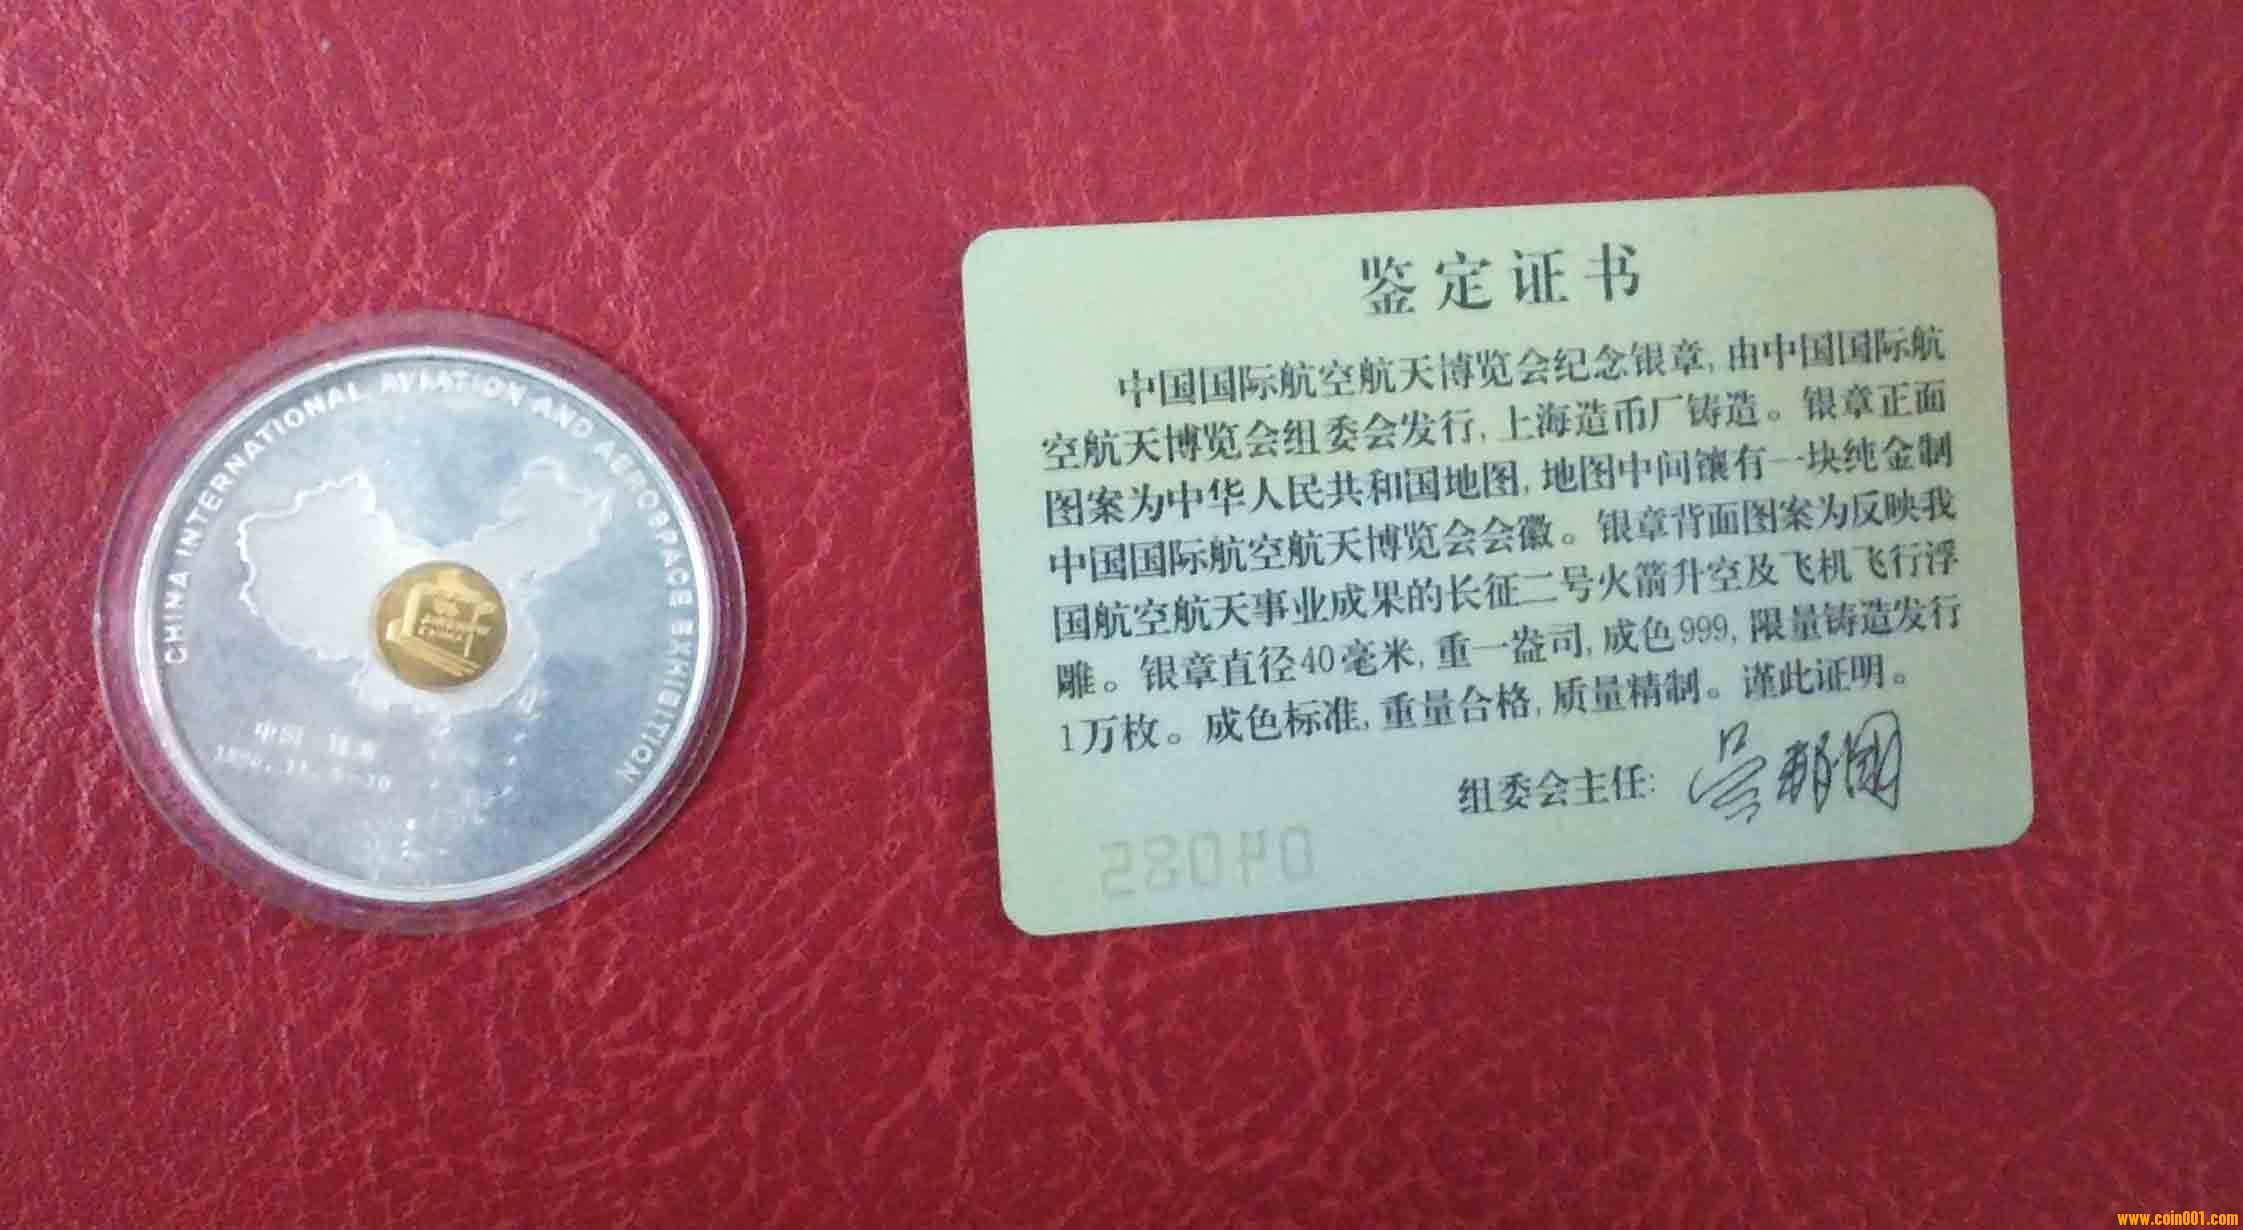 CHINA INTERNATIONAL AVIATION AND AEROSPACE EXHIBITION
中国
鉴定证书
中国国际航空航天博览会纪念银章,由中国国际航
空航天博览会组委会发行,上海造币厂铸造。银章正面
图案为中华人民共和国地图,地图中间镶有一块纯金制
中国国际航空航天博览会会徽。银章背面图案为反映我
国航空航天事业成果的长征二号火箭升空及飞机飞行浮
雕。银章直径40毫米,重一盎司,成色999,限量铸造发行
1万枚。成色标准,重量合格,质量精制。谨此证明。
组委会主任:
04085
www.coin001.com